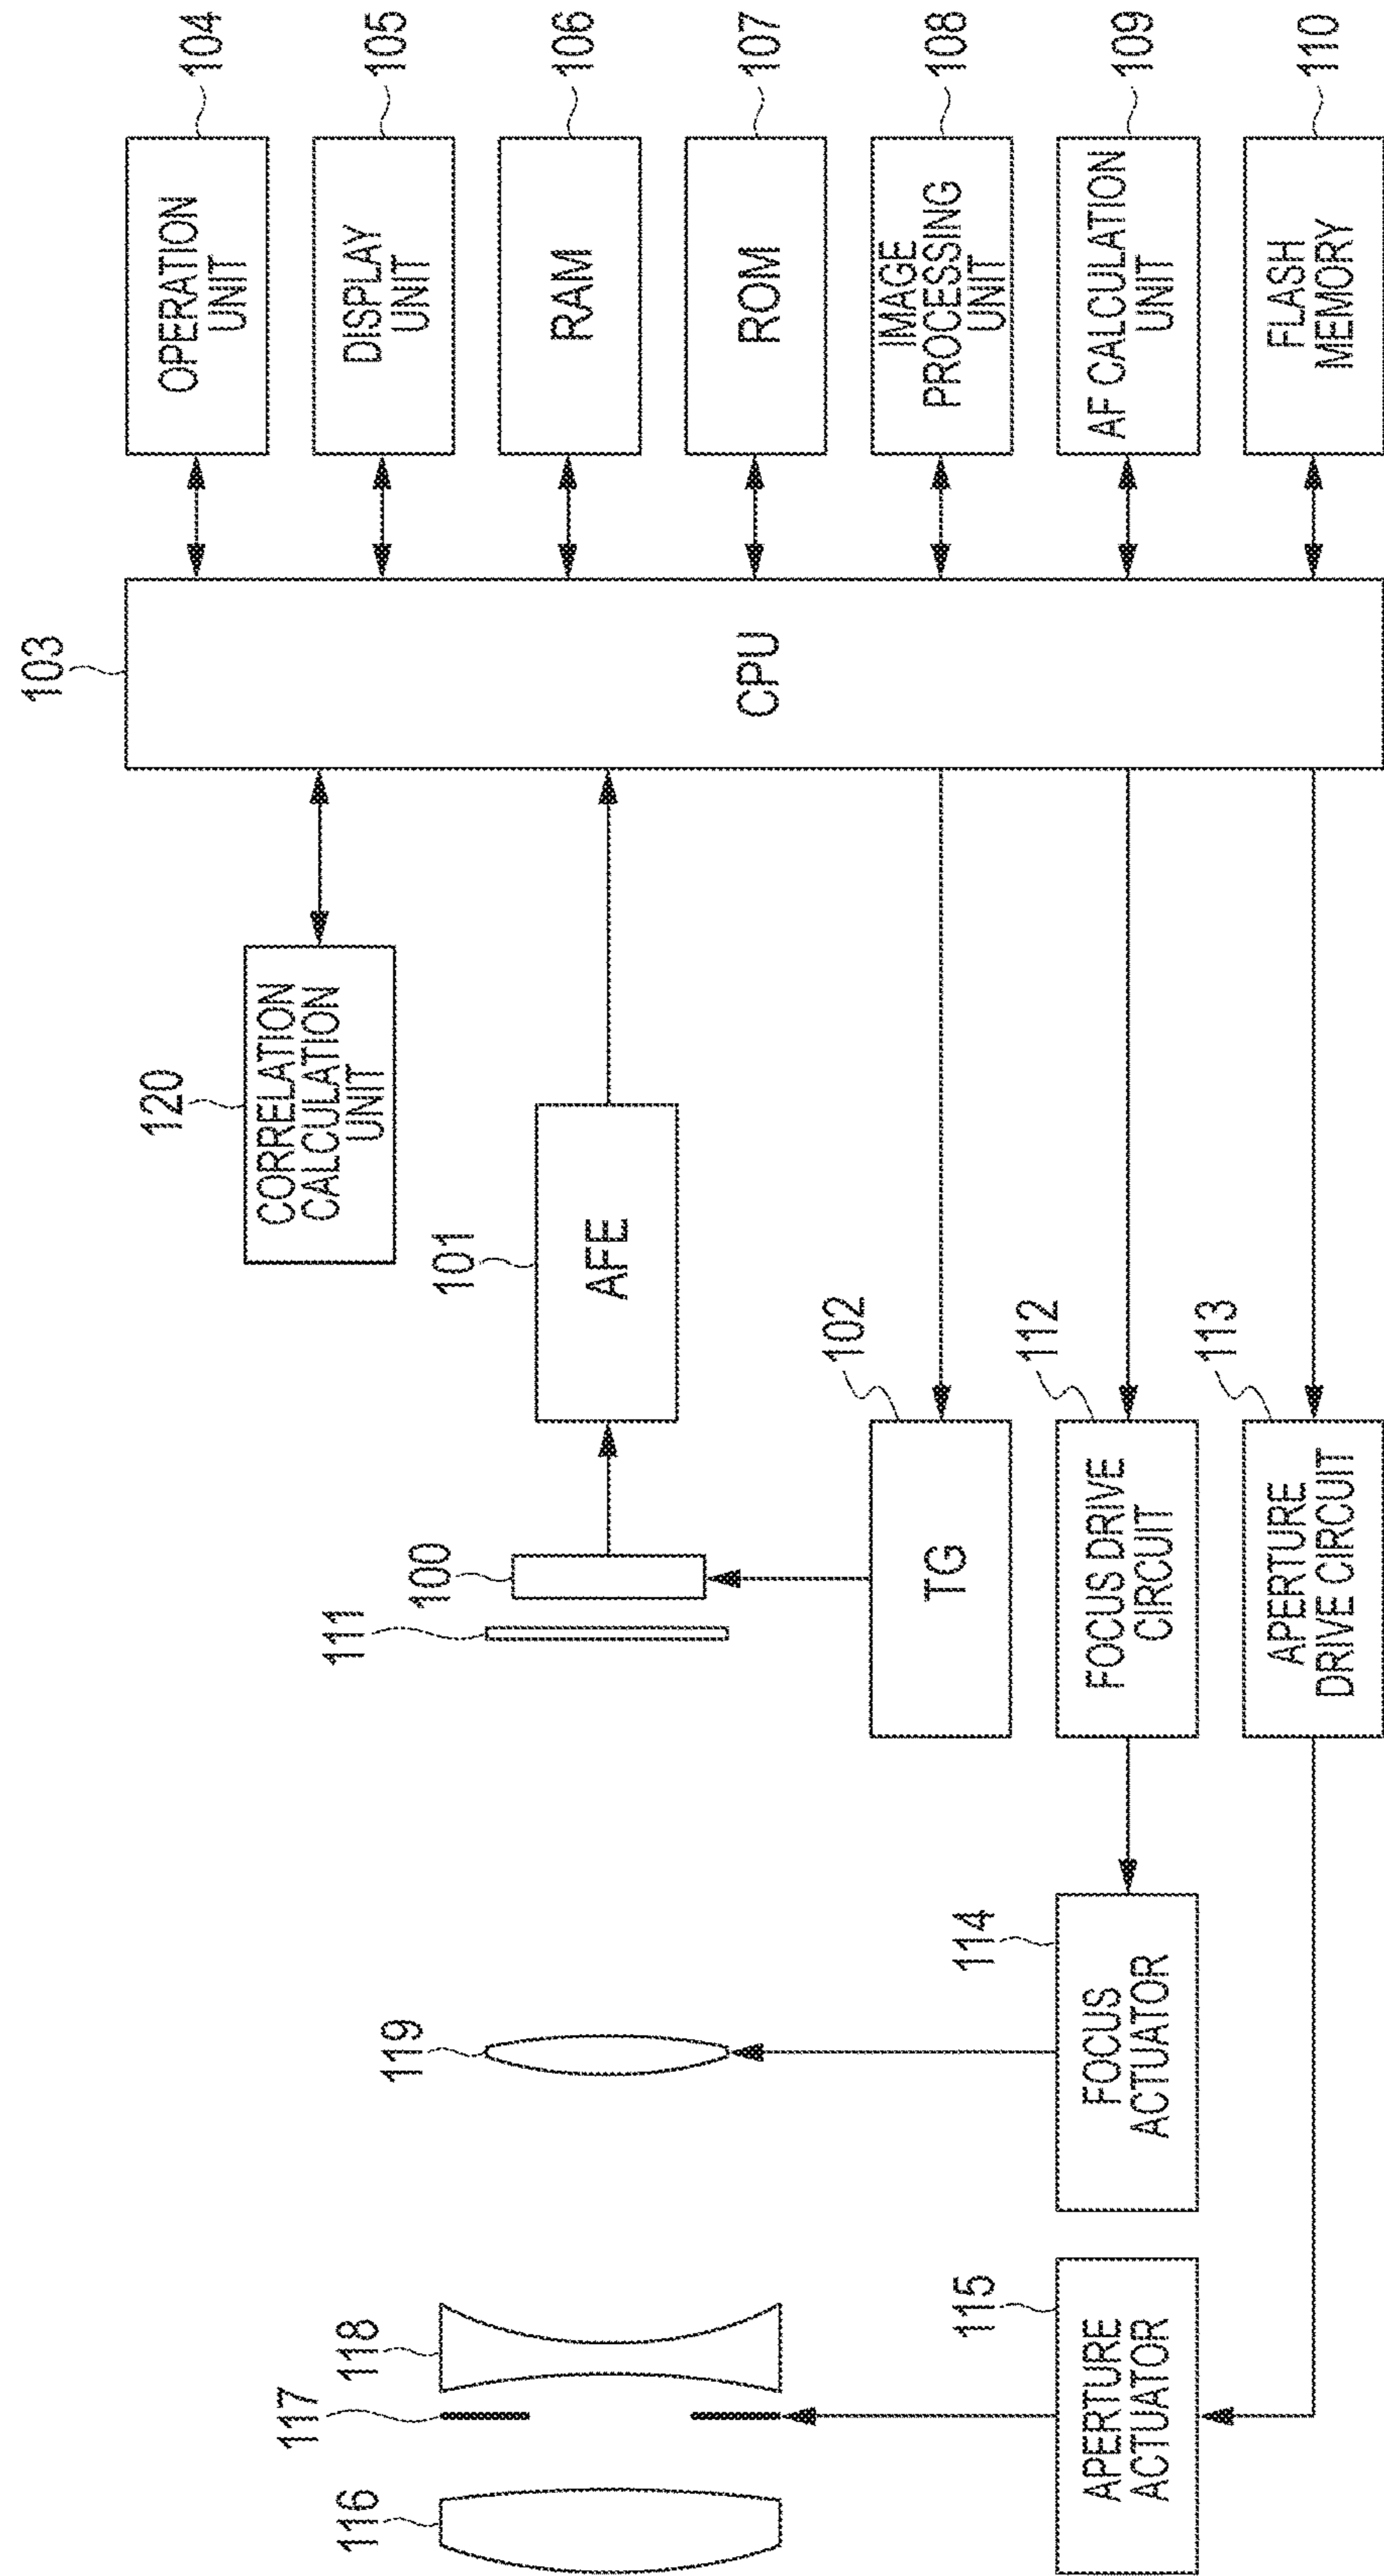 103
CPU
104
OPERATION
UNIT
105
DISPLAY
UNIT
106
RAM
107
ROM
108
IMAGE
PROCESSING
UNIT
109
AF CALCULATION
UNIT
110
FLASH
MEMORY
120
CORRELATION
CALCULATION
UNIT
101
AFE
100
111
102
TG
112
FOCUS DRIVE
CIRCUIT
113
APERTURE
DRIVE CIRCUIT
119
114
FOCUS
ACTUATOR
118
117
116
115
APERTURE
ACTUATOR